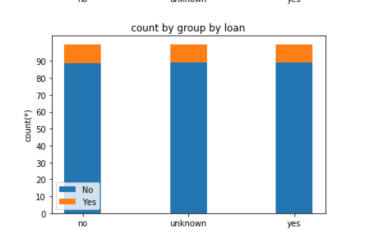 no unknown yes
count by group by loan
90
80
70
60
50
40
30
20
10
0
count(*)
No
Yes
no unknown yes